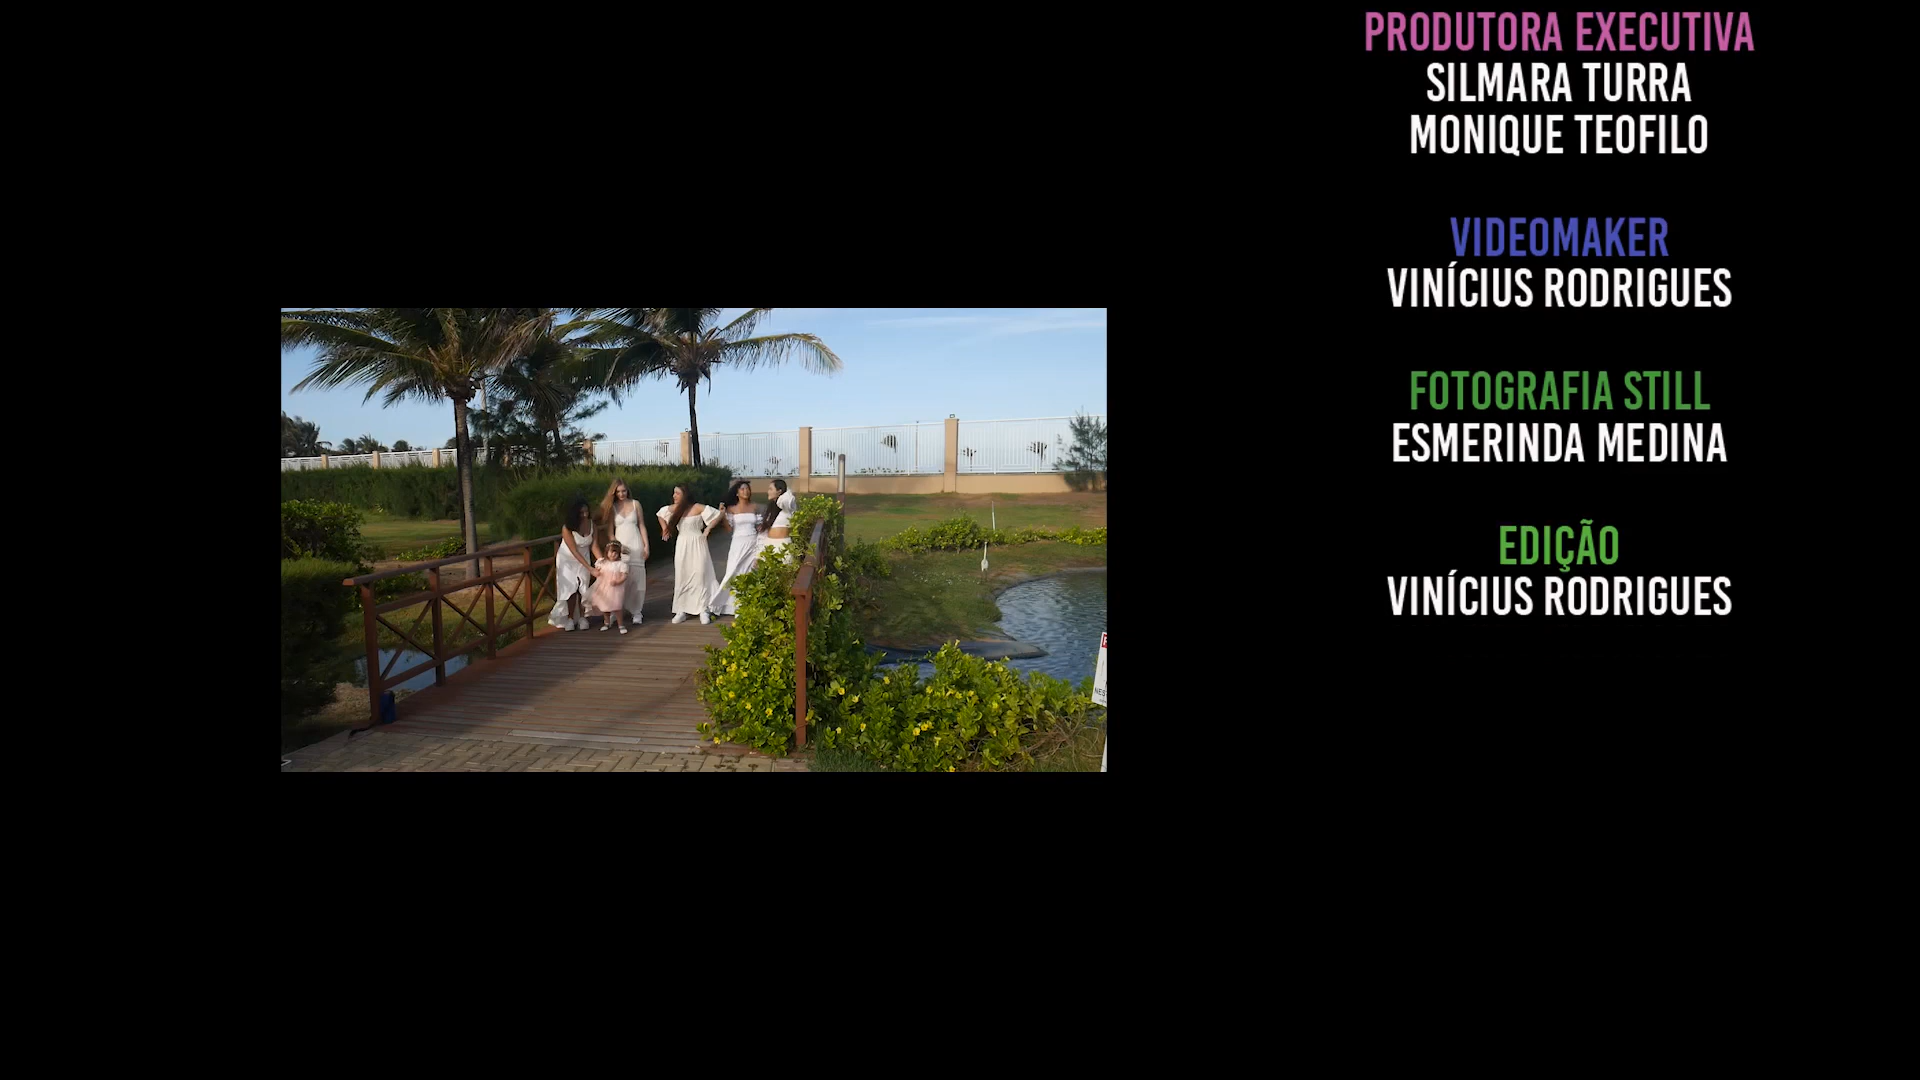 PRODUTORA EXECUTIVA
SILMARA TURRA
MONIQUE TEOFILO
VIDEOMAKER
VINÍCIUS RODRIGUES
FOTOGRAFIA STILL
ESMERINDA MEDINA
EDIÇÃO
VINÍCIUS RODRIGUES